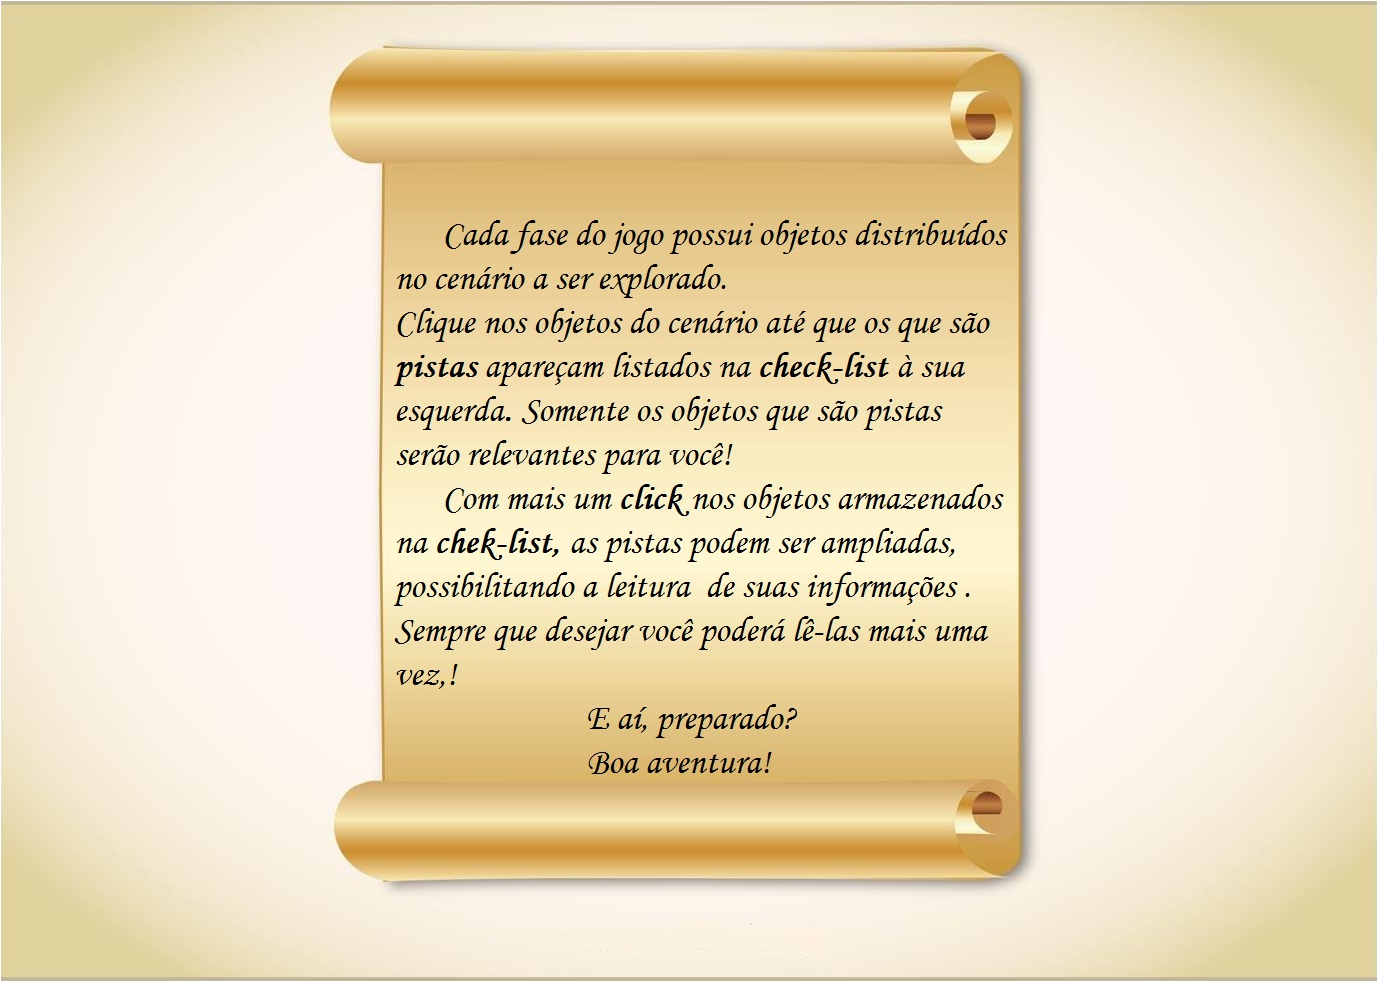 Cada fase do jogo possui objetos distribuídos
no cenário a ser explorado.
Clique nos objetos do cenário até que os que são
pistas apareçam listados na check-list à sua
esquerda. Somente os objetos que são pistas
serão relevantes para você!
Com mais um click nos objetos armazenados
na chek-list, as pistas podem ser ampliadas,
possibilitando a leitura de suas informações .
Sempre que desejar você poderá lê-las mais uma
vez,!
E aí, preparado?
Boa aventura!